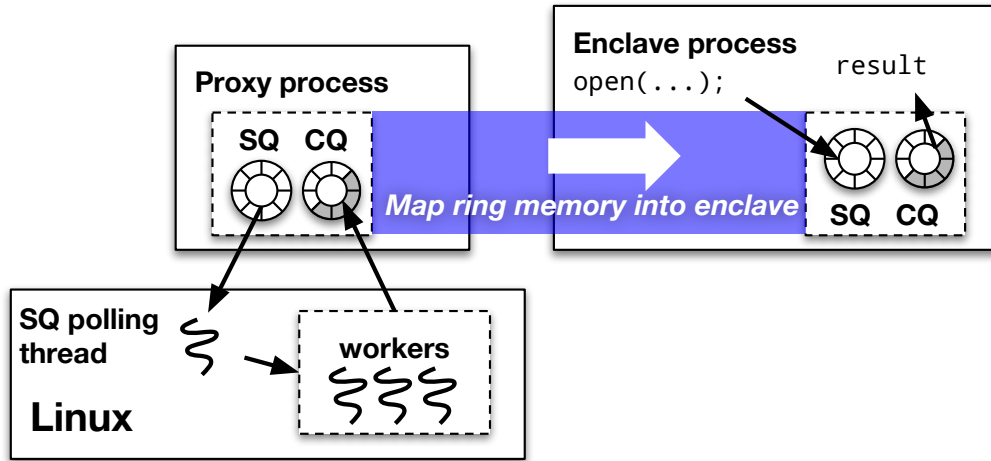 Proxy process
SQ CQ
Enclave process
open(...);
result
Map ring memory into enclave
SQ CQ
SQ polling
thread
workers
Linux